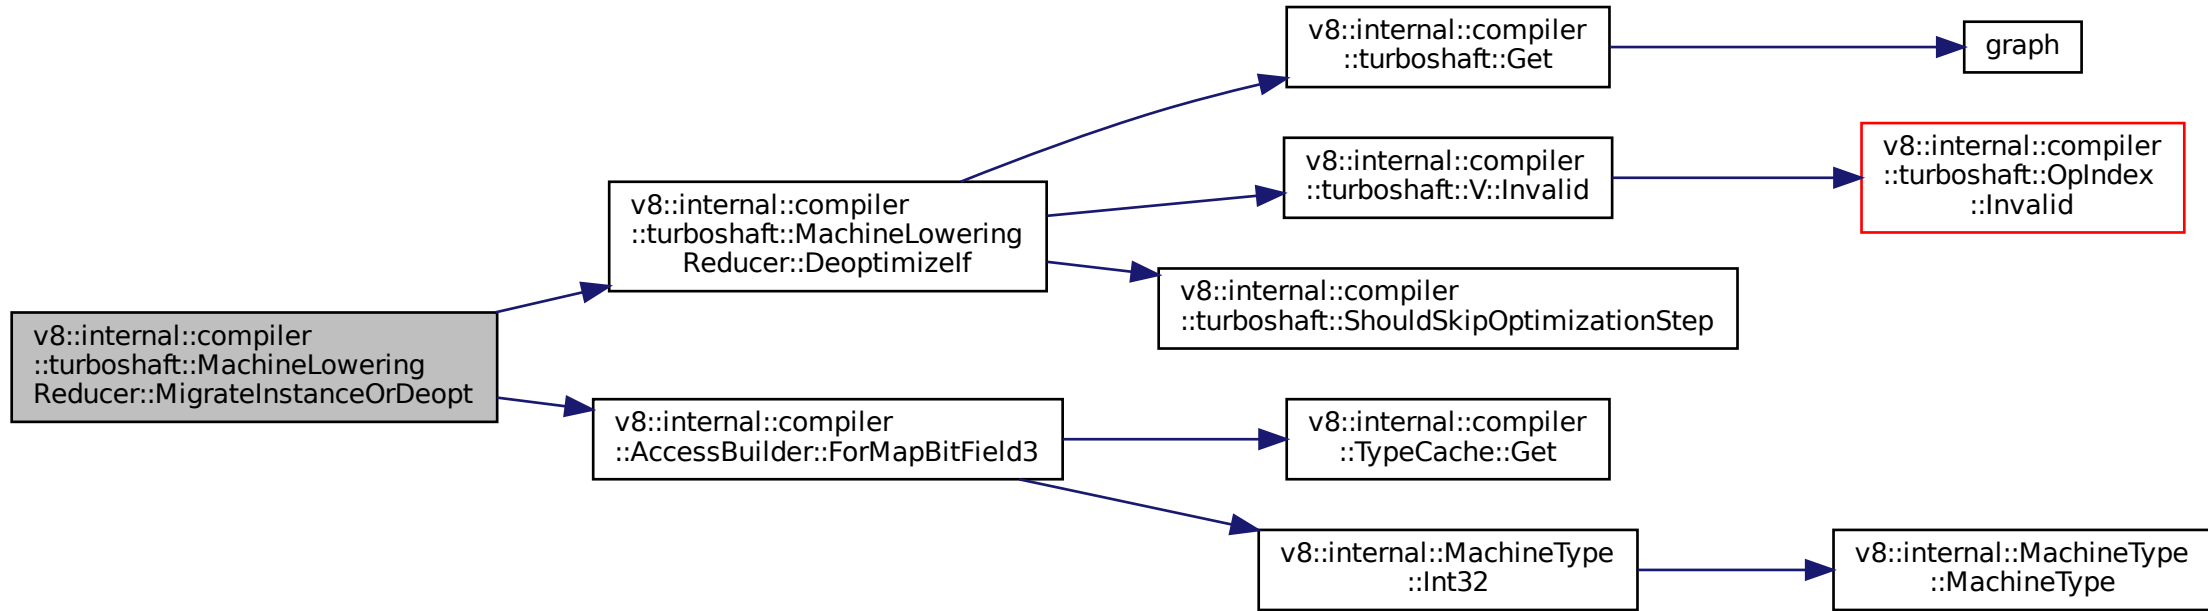 v8::internal::compiler
::turboshaft::MachineLowering
Reducer::MigrateInstanceOrDeopt
v8::internal::compiler
::turboshaft::MachineLowering
Reducer::DeoptimizeIf
v8::internal::compiler
::turboshaft::Get
graph
v8::internal::compiler
::turboshaft::V::Invalid
v8::internal::compiler
::turboshaft::OpIndex
::Invalid
v8::internal::compiler
::turboshaft::ShouldSkipOptimizationStep
v8::internal::compiler
::AccessBuilder::ForMapBitField3
v8::internal::compiler
::TypeCache::Get
v8::internal::MachineType
::Int32
v8::internal::MachineType
::MachineType